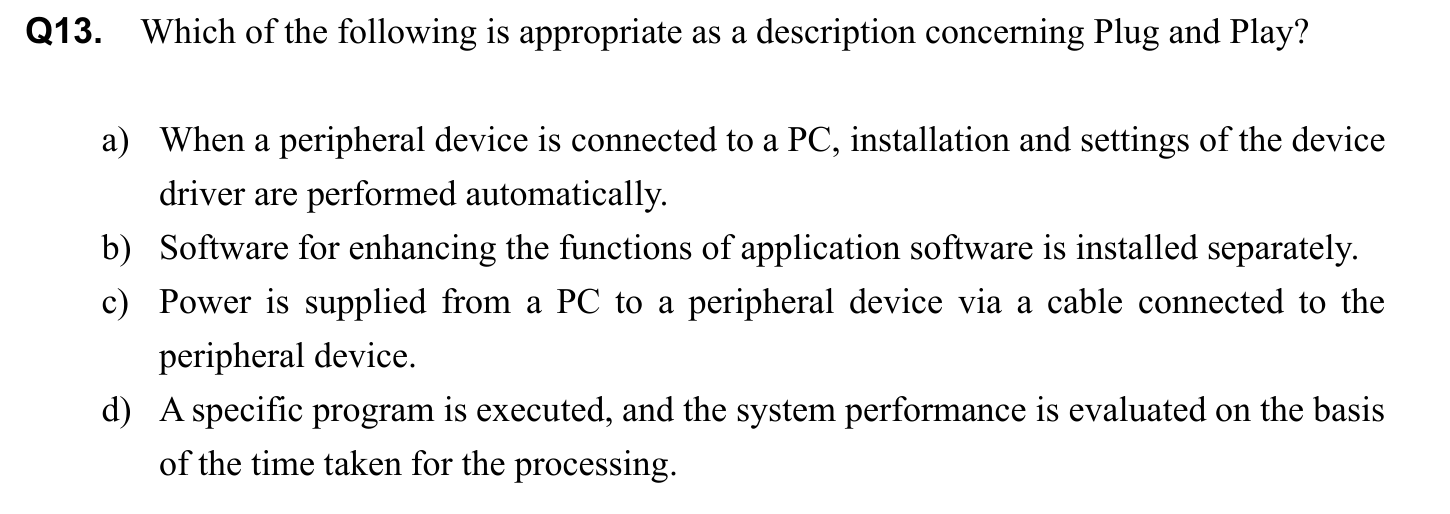 Q13. Which of the following is appropriate as a description concerning Plug and Play?
a) When a peripheral device is connected to a PC, installation and settings of the device
driver are performed automatically.
b) Software for enhancing the functions of application software is installed separately.
c) Power is supplied from a PC to a peripheral device via a cable connected to the
peripheral device.
d) A specific program is executed, and the system performance is evaluated on the basis
of the time taken for the processing.